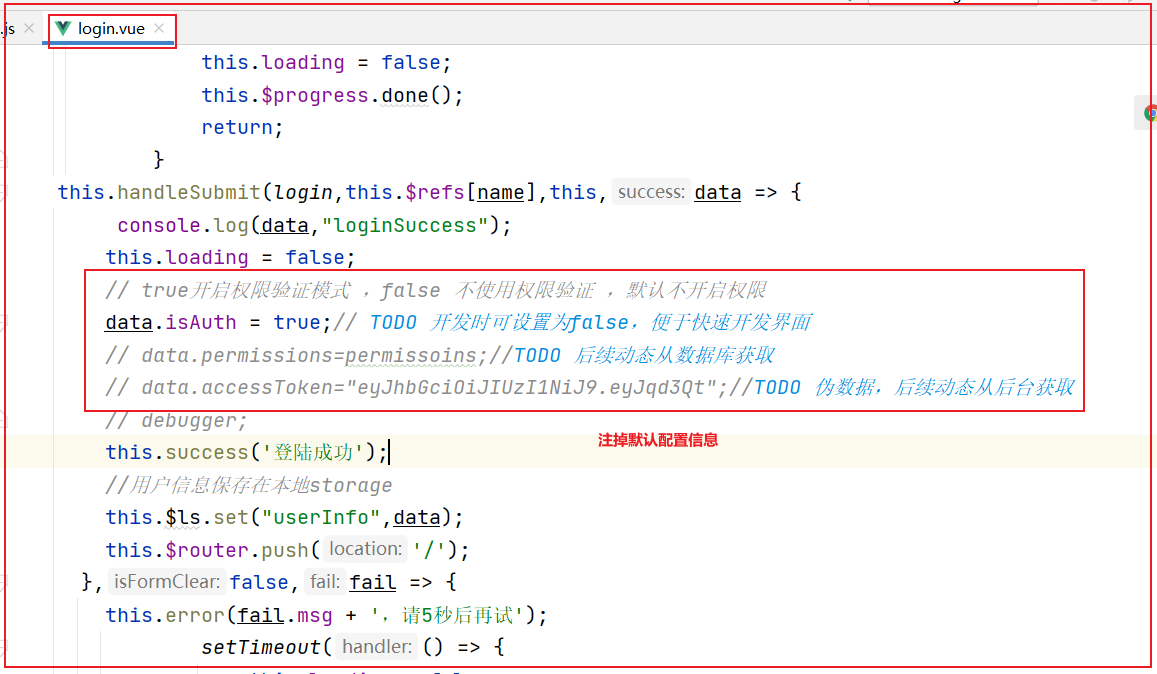 .js
login.vue
this.loading = false;
this.$progress.done();
return;
}
this.handleSubmit(login,this.$refs[name],this, success: data => {
console.log(data,"loginSuccess");
this.loading = false;
// true开启权限验证模式 ，false 不使用权限验证 ，默认不开启权限
data.isAuth = true;// TODO 开发时可设置为false，便于快速开发界面
// data.permissions=permissoins;//TODO 后续动态从数据库获取
// data.accessToken="eyJhbGciOiJIUzI1NiJ9.eyJqd3Qt";//TODO 伪数据，后续动态从后台获取
// debugger;
注掉默认配置信息
this.success('登陆成功');
//用户信息保存在本地storage
this.$ls.set("userInfo",data);
this.$router.push( location: '/');
}, isFormClear: false, fail: fail => {
this.error(fail.msg + '，请5秒后再试');
setTimeout( handler: () => {